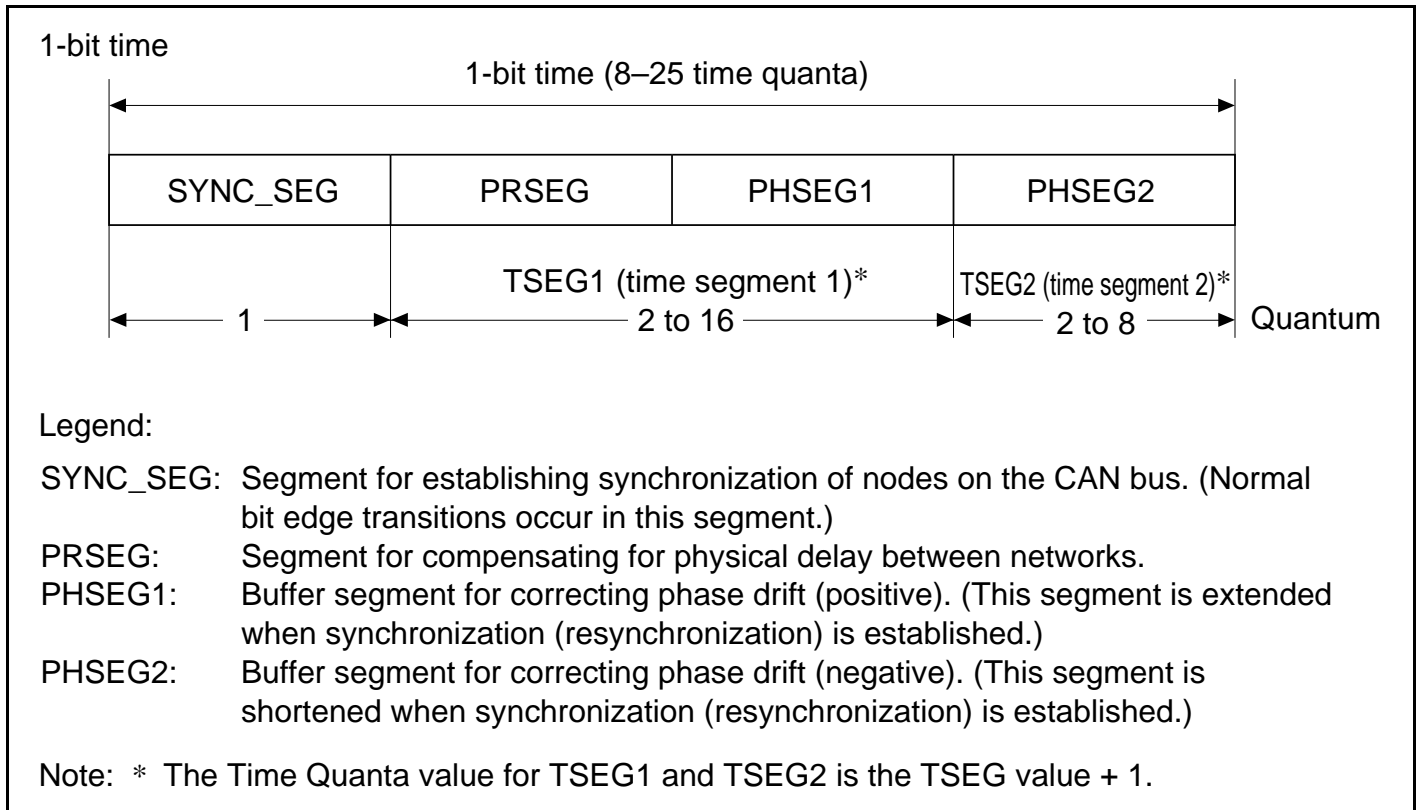 1-bit time
1-bit time (8–25 time quanta)
SYNC_SEG PRSEG PHSEG1 PHSEG2
TSEG1 (time segment 1)* TSEG2 (time segment 2)*
1 2 to 16 2 to 8 Quantum
Legend:
SYNC_SEG: Segment for establishing synchronization of nodes on the CAN bus. (Normal
bit edge transitions occur in this segment.)
PRSEG: Segment for compensating for physical delay between networks.
PHSEG1: Buffer segment for correcting phase drift (positive). (This segment is extended
when synchronization (resynchronization) is established.)
PHSEG2: Buffer segment for correcting phase drift (negative). (This segment is
shortened when synchronization (resynchronization) is established.)
Note: * The Time Quanta value for TSEG1 and TSEG2 is the TSEG value + 1.